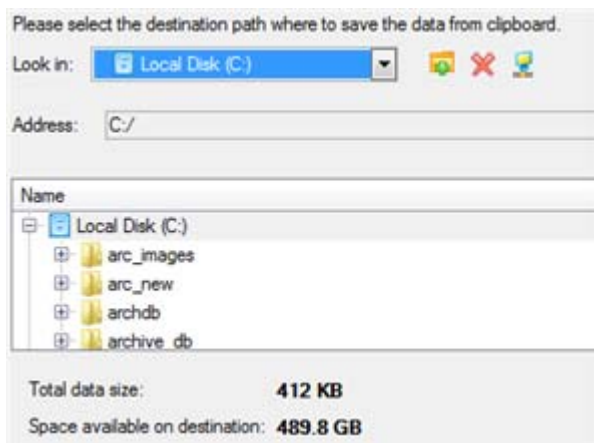 Please select the destination path where to save the data from clipboard.
Look in: Local Disk (C:)
Address: C:/
Name
Local Disk (C:)
arc_images
arc_new
archdb
archive_db
Total data size: 412 KB
Space available on destination: 489.8 GB